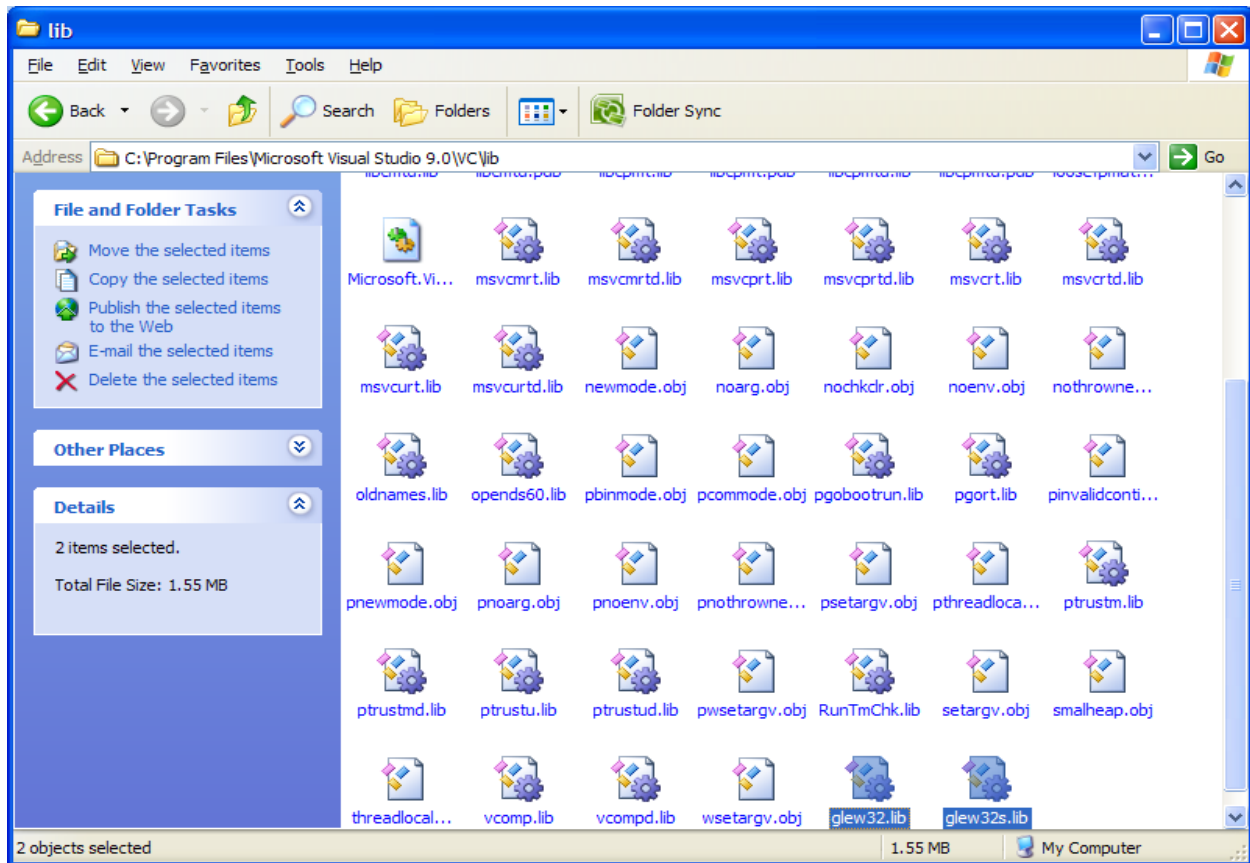 lib
File Edit View Favorites Tools Help
Back Search Folders Folder Sync
Address C:\Program Files\Microsoft Visual Studio 9.0\VC\lib Go
File and Folder Tasks
Move the selected items
Copy the selected items
Publish the selected items
to the Web
E-mail the selected items
Delete the selected items
Other Places
Details
2 items selected.
Total File Size: 1.55 MB
Microsoft.Vi... msvcmrt.lib msvcmrtd.lib msvcprt.lib msvcprtd.lib msvcrt.lib msvcrtd.lib
msvcurt.lib msvcurtd.lib newmode.obj noarg.obj nochkclr.obj noenv.obj nothrowne...
oldnames.lib opends60.lib pbinmode.obj pcommode.obj pgobootrun.lib pgort.lib pinvalidconti...
pnewmode.obj pnoarg.obj pnoenv.obj pnothrowne... psetargv.obj pthreadloca... ptrustm.lib
ptrustmd.lib ptrustu.lib ptrustud.lib pwsetargv.obj RunTmChk.lib setargv.obj smalheap.obj
threadlocal... vcomp.lib vcompd.lib wsetargv.obj glew32.lib glew32s.lib
2 objects selected 1.55 MB My Computer